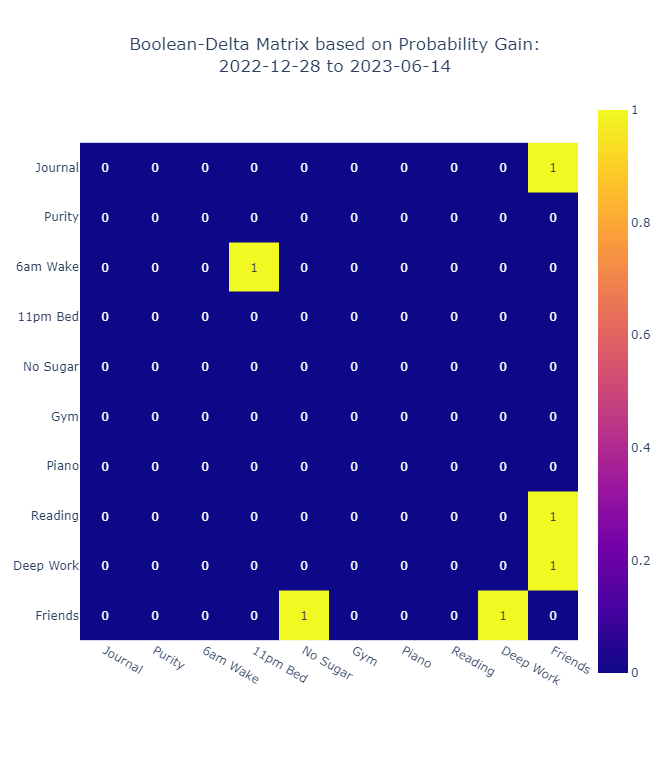 Boolean-Delta Matrix based on Probability Gain:
2022-12-28 to 2023-06-14
1
Journal 0 0 0 0 0 0 0 0 0 1
Purity 0 0 0 0 0 0 0 0 0 0
0.8
6am Wake 0 0 0 1 0 0 0 0 0 0
11pm Bed 0 0 0 0 0 0 0 0 0 0
0.6
No Sugar 0 0 0 0 0 0 0 0 0 0
Gym 0 0 0 0 0 0 0 0 0 0
0.4
Piano 0 0 0 0 0 0 0 0 0 0
Reading 0 0 0 0 0 0 0 0 0 1
0.2
Deep Work 0 0 0 0 0 0 0 0 0 1
Friends 0 0 0 0 1 0 0 0 1 0
Journal Purity 6am Wake 11pm Bed No Sugar Gym Piano Reading Deep Work Friends
0